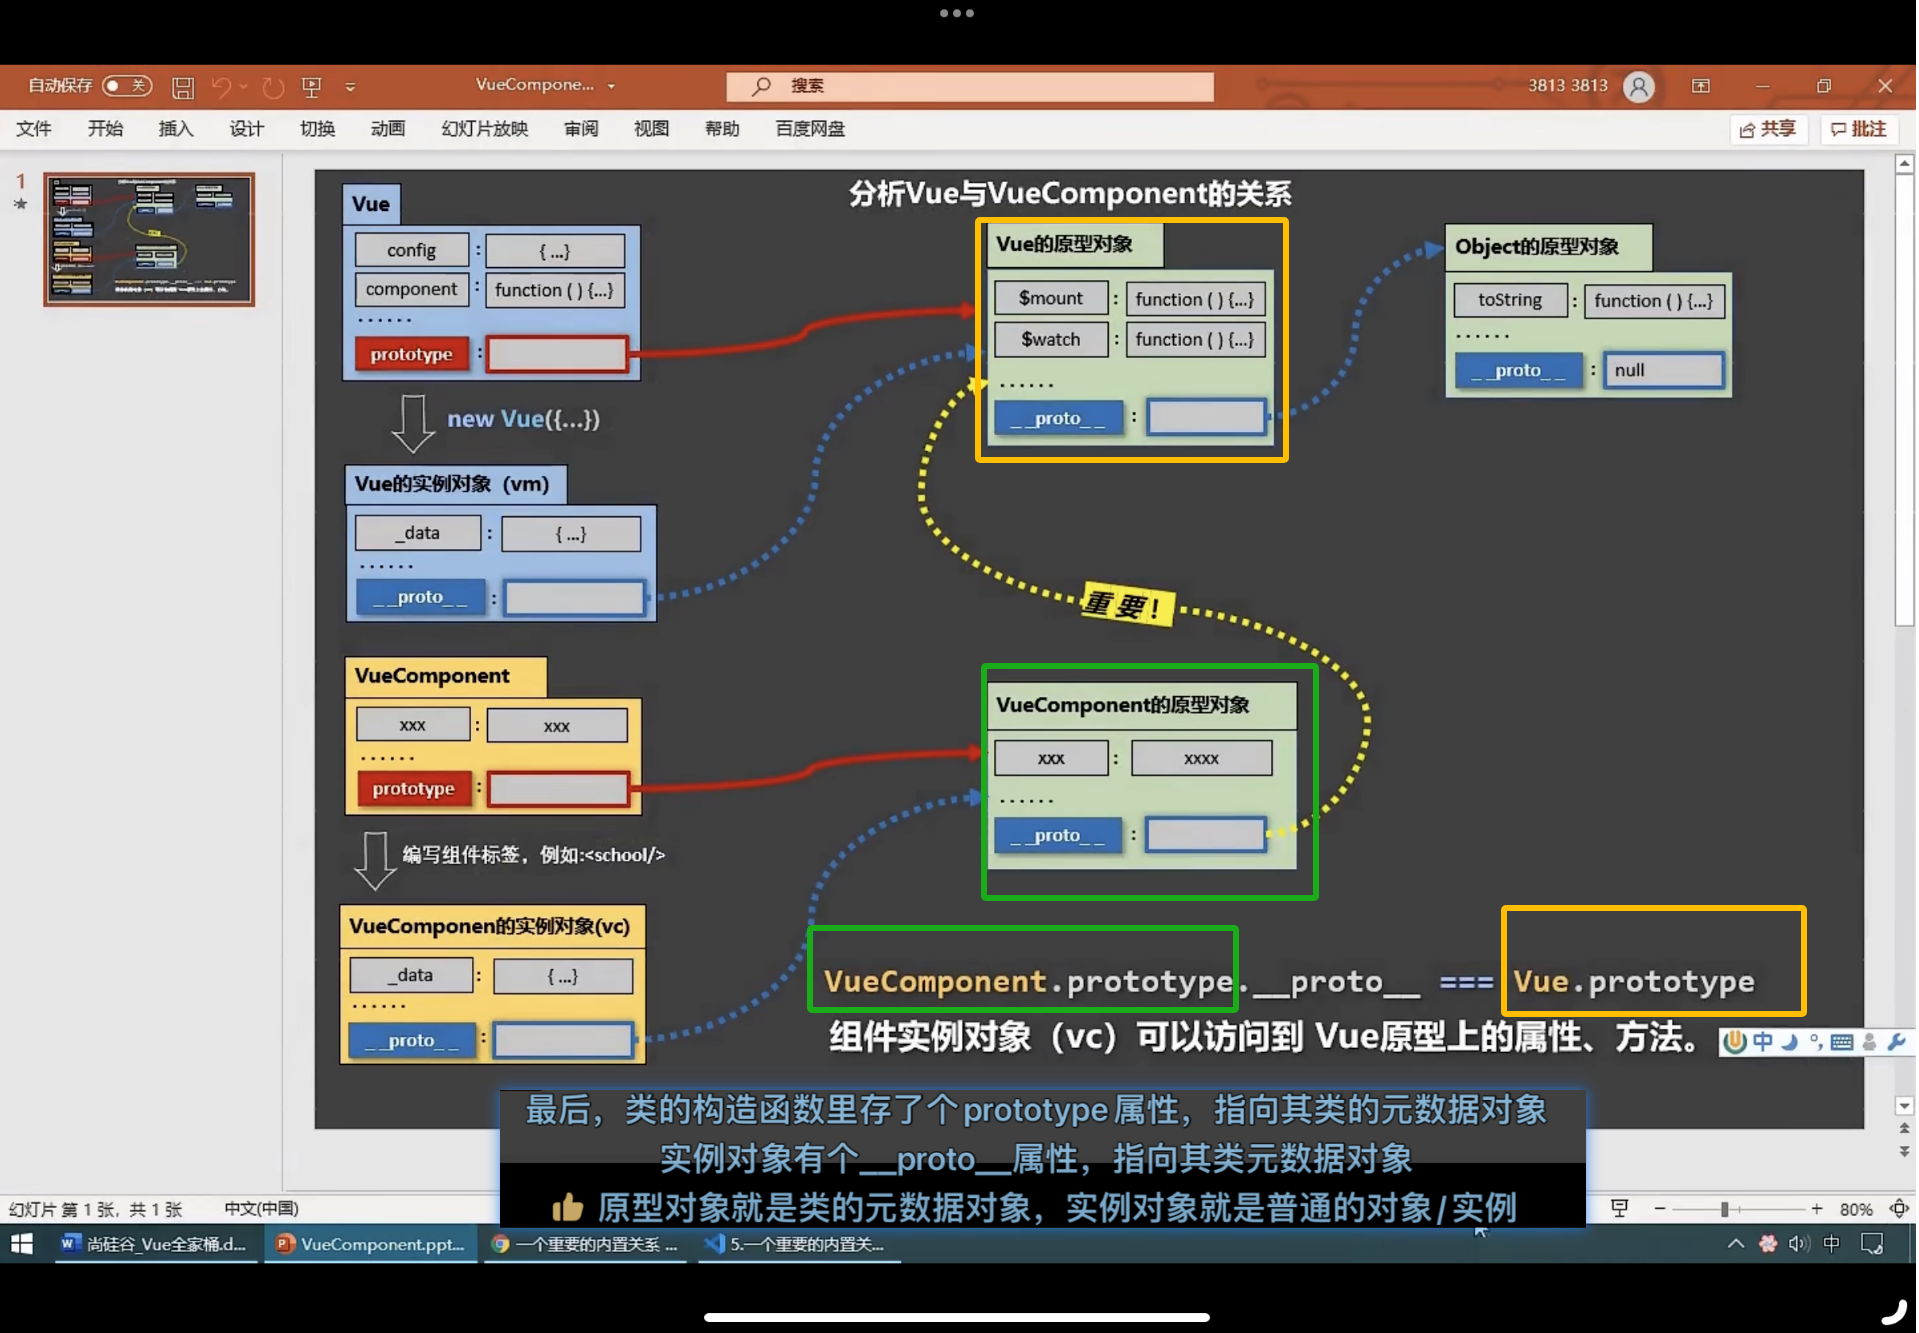 自动保存 关
VueCompone...
搜索
3813 3813
文件 开始 插入 设计 切换 动画 幻灯片放映 审阅 视图 帮助 百度网盘
共享 批注
1
分析Vue与VueComponent的关系
Vue
config : { ...}
component : function ( ) {...}
······
prototype :
new Vue({...})
Vue的实例对象（vm）
_data : { ...}
······
__proto__ :
VueComponent
xxx : xxx
······
prototype :
编写组件标签，例如:<school/>
VueComponen的实例对象(vc)
_data : { ...}
······
__proto__ :
Vue的原型对象
$mount : function ( ) {...}
$watch : function ( ) {...}
······
__proto__ :
Object的原型对象
toString : function ( ) {...}
······
__proto__ : null
重要！
VueComponent的原型对象
xxx : xxxx
······
__proto__ :
VueComponent.prototype.__proto__ === Vue.prototype
组件实例对象（vc）可以访问到 Vue原型上的属性、方法。
中
最后，类的构造函数里存了个prototype属性，指向其类的元数据对象
实例对象有个__proto__属性，指向其类元数据对象
👍 原型对象就是类的元数据对象，实例对象就是普通的对象/实例
幻灯片 第 1 张，共 1 张 中文(中国)
80%
尚硅谷_Vue全家桶.d... VueComponent.ppt... 一个重要的内置关系 ... 5.一个重要的内置关...
中